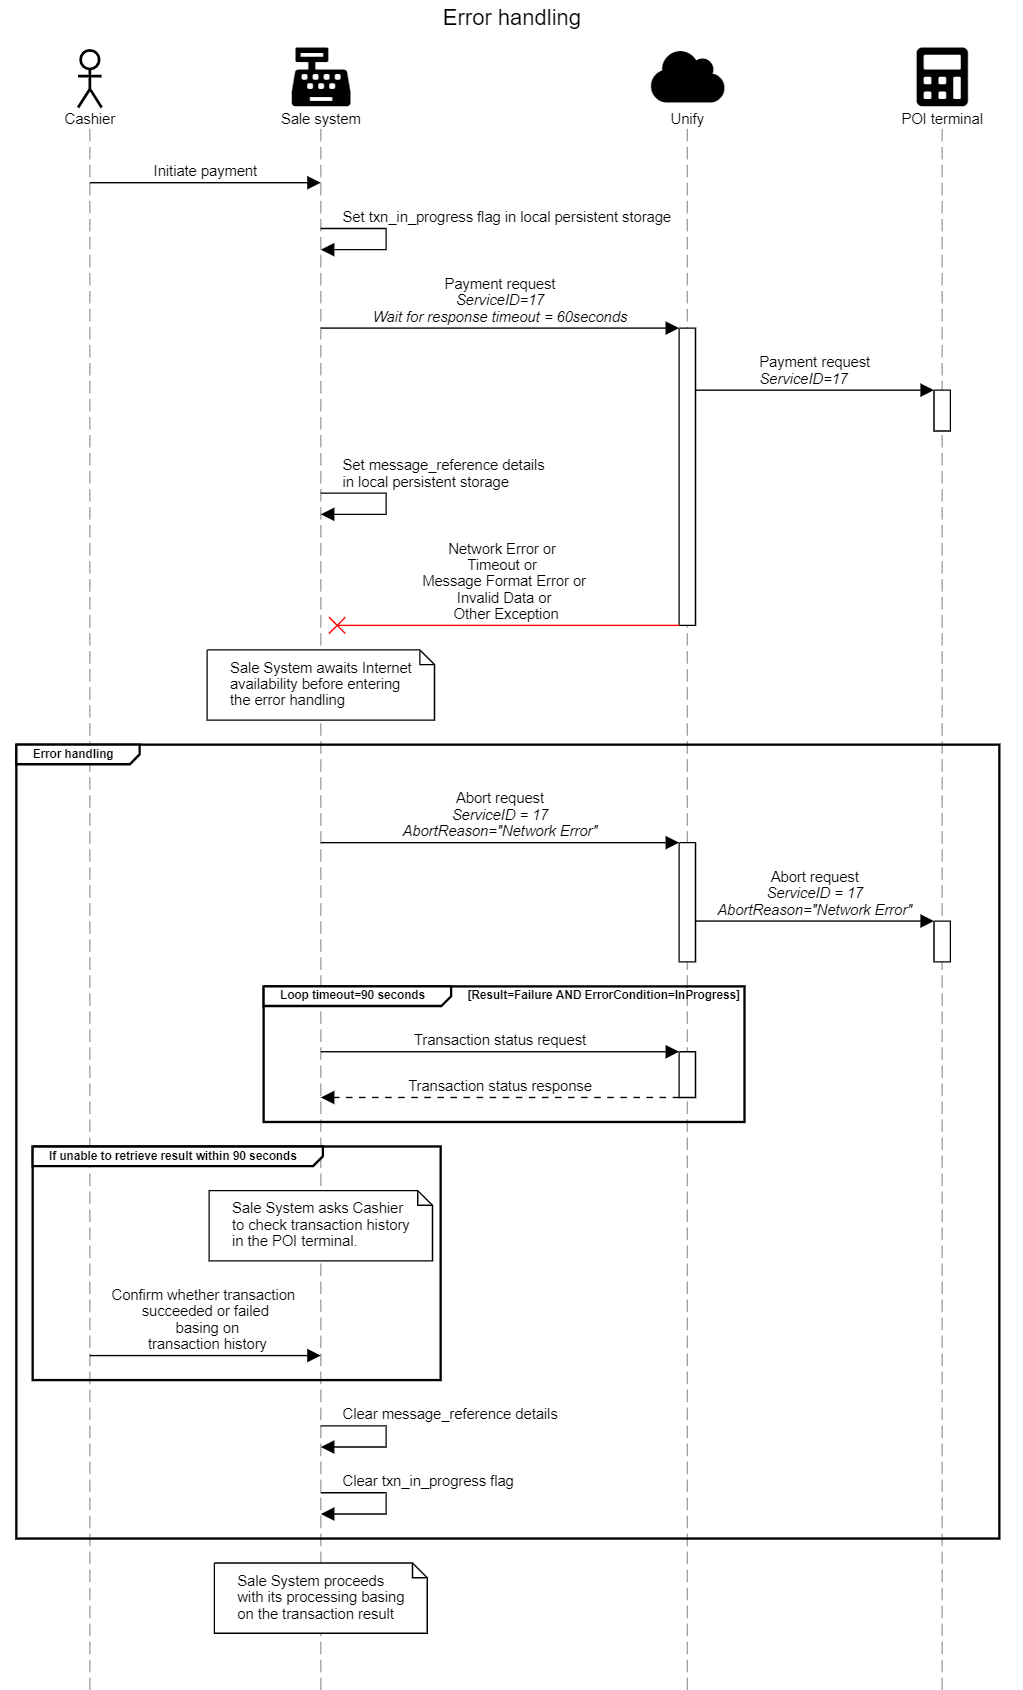 Error handling
Cashier
Sale system
Unify
POI terminal
Initiate payment
Set txn_in_progress flag in local persistent storage
Payment request
ServiceID=17
Wait for response timeout = 60seconds
Payment request
ServiceID=17
Set message_reference details
in local persistent storage
Network Error or
Timeout or
Message Format Error or
Invalid Data or
Other Exception
Sale System awaits Internet
availability before entering
the error handling
Error handling
Abort request
ServiceID = 17
AbortReason="Network Error"
Abort request
ServiceID = 17
AbortReason="Network Error"
Loop timeout=90 seconds
[Result=Failure AND ErrorCondition=InProgress]
Transaction status request
Transaction status response
If unable to retrieve result within 90 seconds
Sale System asks Cashier
to check transaction history
in the POI terminal.
Confirm whether transaction
succeeded or failed
basing on
transaction history
Clear message_reference details
Clear txn_in_progress flag
Sale System proceeds
with its processing basing
on the transaction result